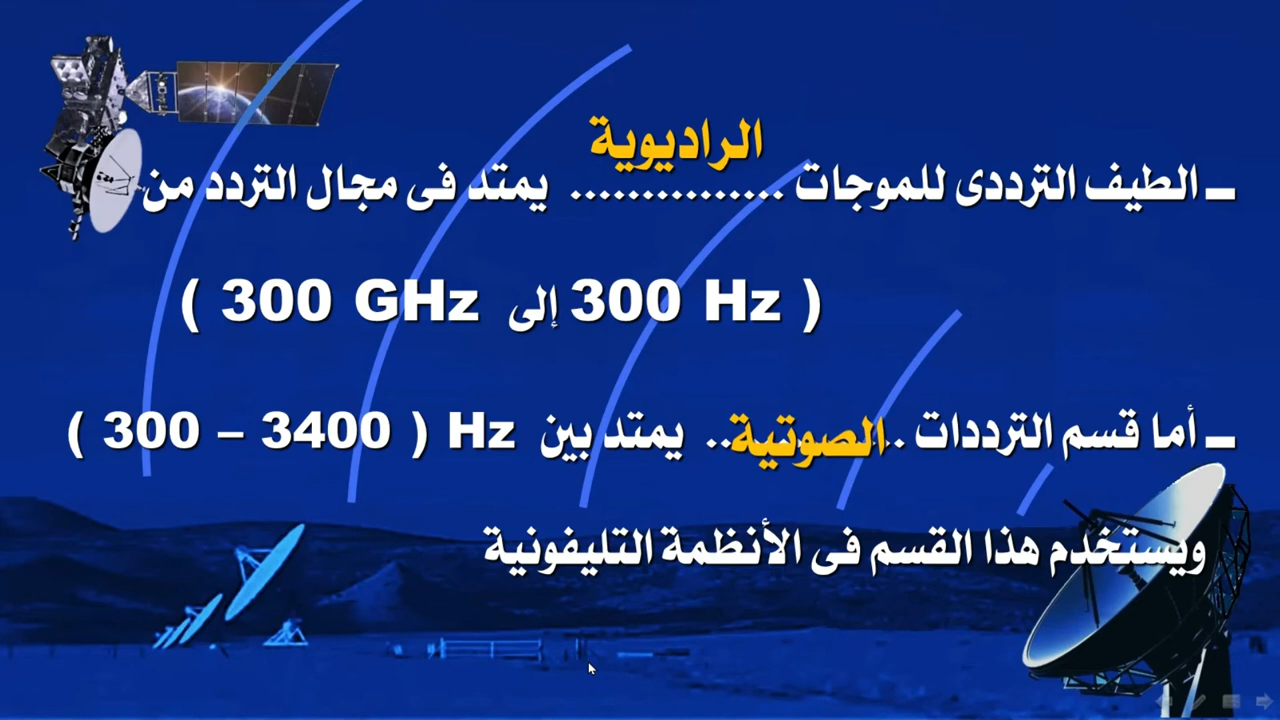 الراديوية
ـ الطيف الترددى للموجات ............... يمتد فى مجال التردد من
( 300 Hz إلى 300 GHz )
ـ أما قسم الترددات .. الصوتية .. يمتد بين Hz ( 300 – 3400 )
ويستخدم هذا القسم فى الأنظمة التليفونية